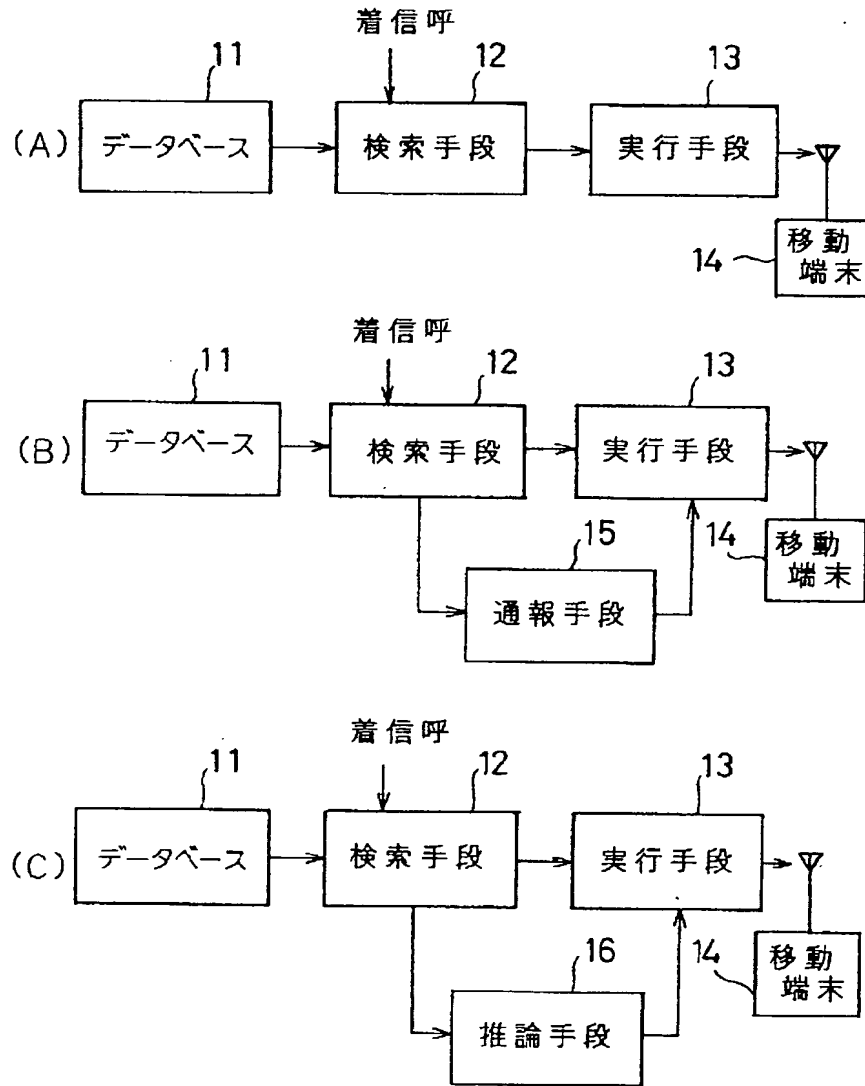 着信呼
11
12
13
(A)
データベース
検索手段
実行手段
14
移動
端末
着信呼
11
12
13
(B)
データベース
検索手段
実行手段
15
14
移動
端末
通報手段
着信呼
11
12
13
(C)
データベース
検索手段
実行手段
16
14
移動
端末
推論手段